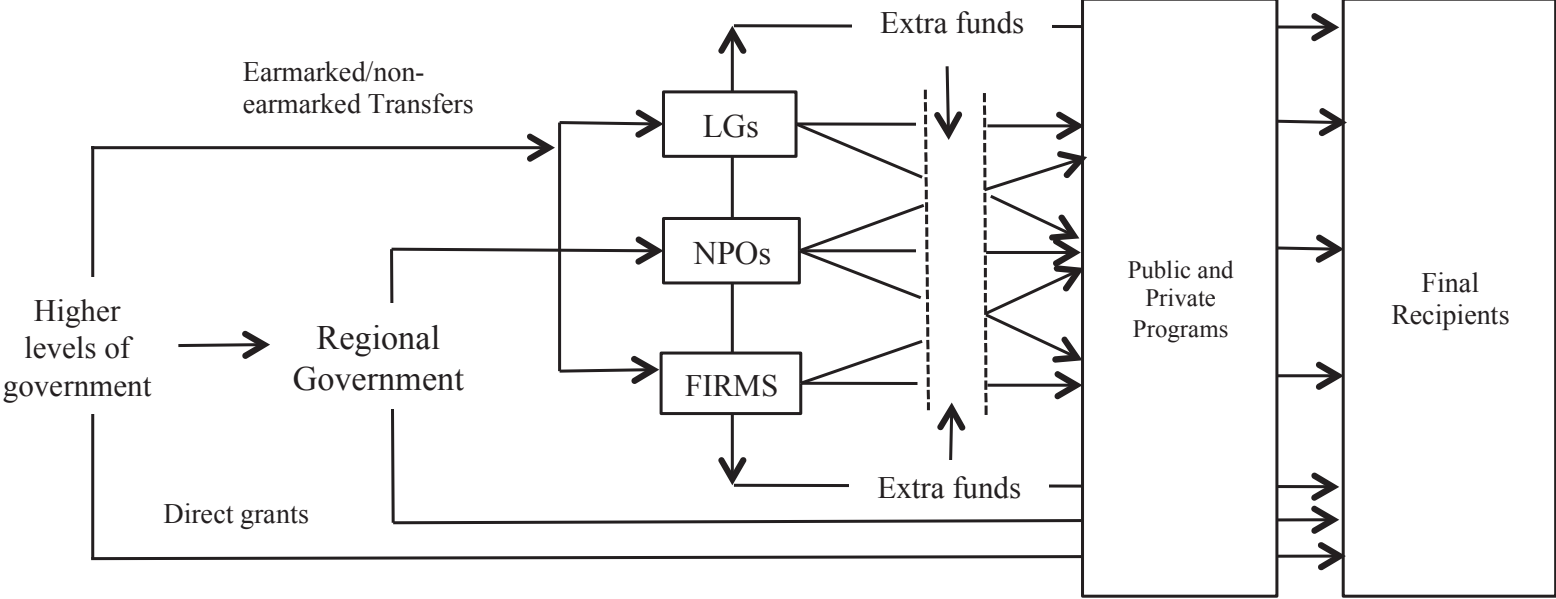 Extra funds
Earmarked/non-
earmarked Transfers
LGs
NPOs
Higher
levels of
government
Regional
Government
FIRMS
Public and
Private
Programs
Final
Recipients
Extra funds
Direct grants